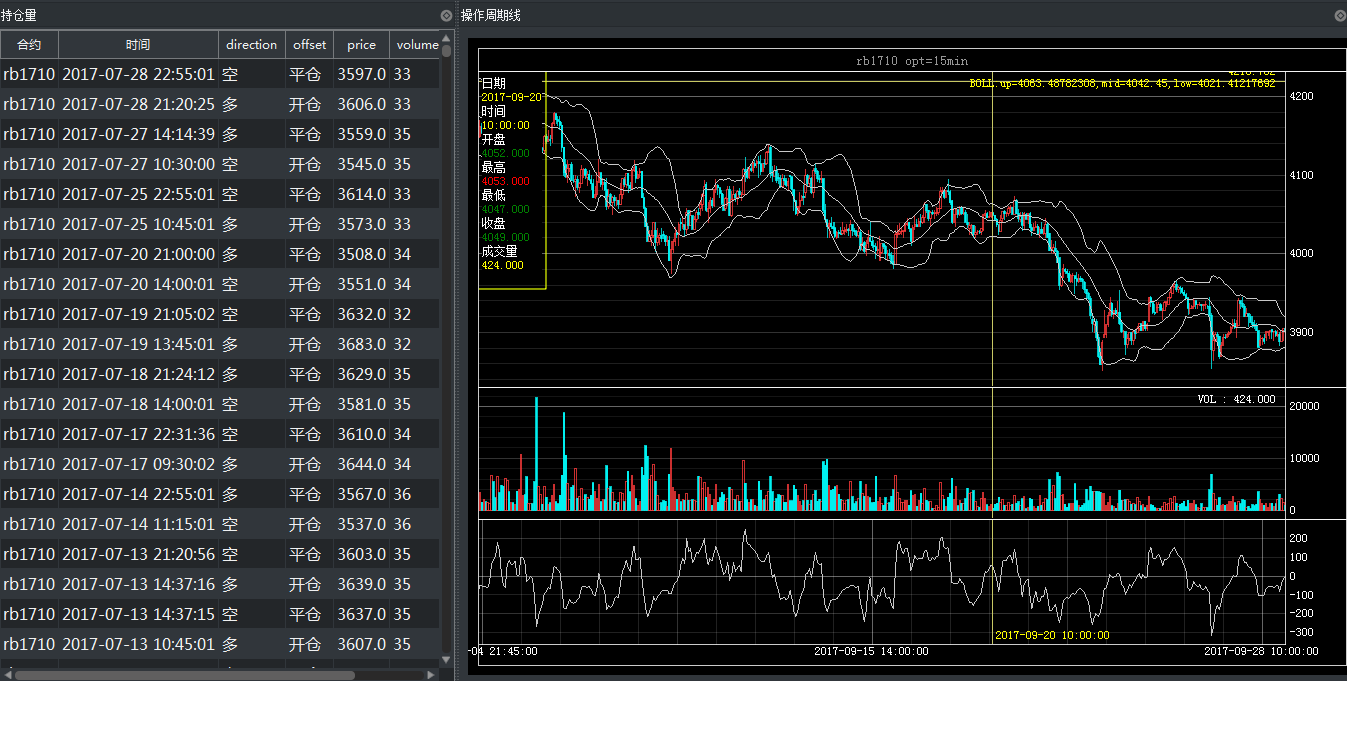 持仓量
合约 时间 direction offset price volume
rb1710 2017-07-28 22:55:01 空 平仓 3597.0 33
rb1710 2017-07-28 21:20:25 多 开仓 3606.0 33
rb1710 2017-07-27 14:14:39 多 平仓 3559.0 35
rb1710 2017-07-27 10:30:00 空 开仓 3545.0 35
rb1710 2017-07-25 22:55:01 空 平仓 3614.0 33
rb1710 2017-07-25 10:45:01 多 开仓 3573.0 33
rb1710 2017-07-20 21:00:00 多 平仓 3508.0 34
rb1710 2017-07-20 14:00:01 空 开仓 3551.0 34
rb1710 2017-07-19 21:05:02 空 平仓 3632.0 32
rb1710 2017-07-19 13:45:01 多 开仓 3683.0 32
rb1710 2017-07-18 21:24:12 多 平仓 3629.0 35
rb1710 2017-07-18 14:00:01 空 开仓 3581.0 35
rb1710 2017-07-17 22:31:36 空 平仓 3610.0 34
rb1710 2017-07-17 09:30:02 多 开仓 3644.0 34
rb1710 2017-07-14 22:55:01 多 平仓 3567.0 36
rb1710 2017-07-14 11:15:01 空 开仓 3537.0 36
rb1710 2017-07-13 21:20:56 空 平仓 3603.0 35
rb1710 2017-07-13 14:37:16 多 开仓 3639.0 35
rb1710 2017-07-13 14:37:15 空 平仓 3637.0 35
rb1710 2017-07-13 10:45:01 多 开仓 3607.0 35
操作周期线
rb1710 opt=15min
BOLL.up=4063.48782308,mid=4042.45,low=4021.41217692
日期
2017-09-20
时间
10:00:00
开盘
4052.000
最高
4053.000
最低
4047.000
收盘
4049.000
成交量
424.000
4200
4100
4000
3900
VOL : 424.000
20000
10000
0
200
100
0
-100
-200
-300
2017-09-20 10:00:00
-04 21:45:00 2017-09-15 14:00:00 2017-09-28 10:00:00